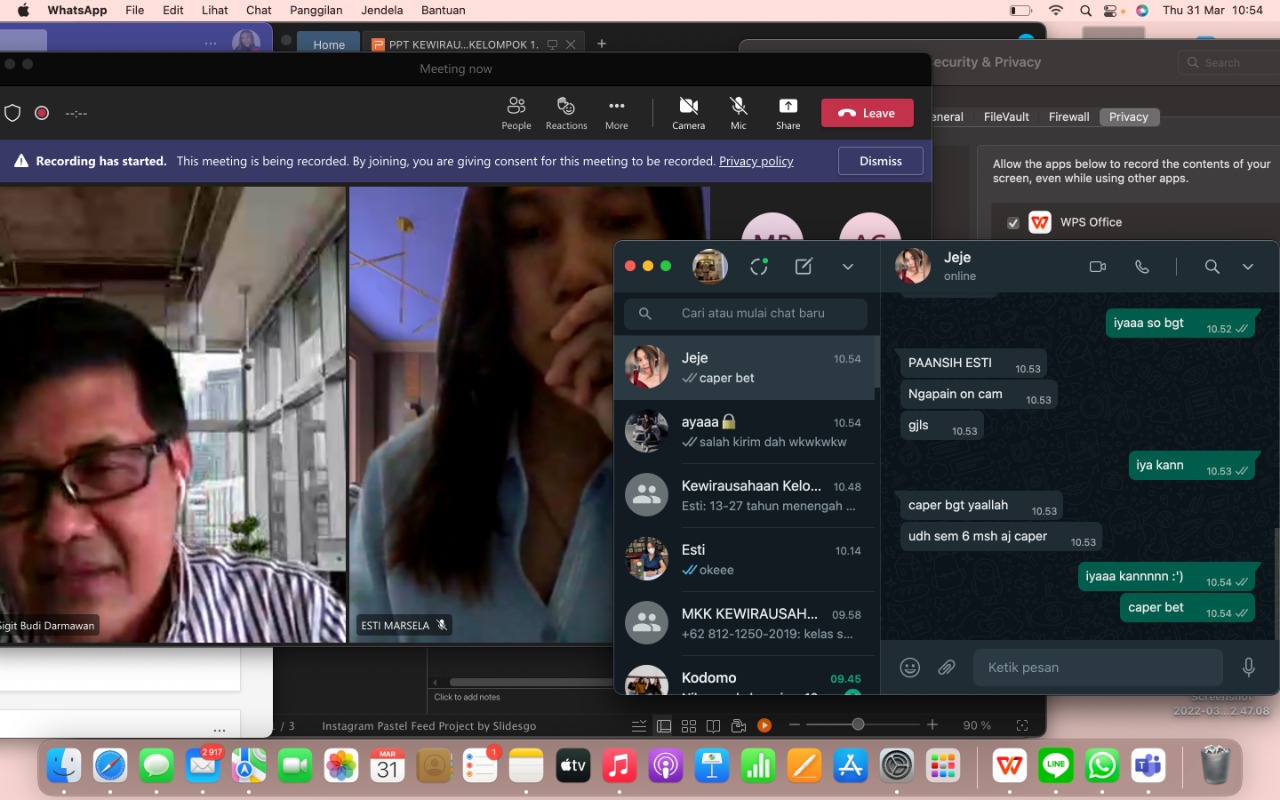 WhatsApp File Edit Lihat Chat Panggilan Jendela Bantuan Thu 31 Mar 10:54
Home PPT KEWIRAU...KELOMPOK 1.
Meeting now
ecurity & Privacy
Search
--:--
People
Reactions
More
Camera
Mic
Share
Leave
eneral FileVault Firewall Privacy
Recording has started. This meeting is being recorded. By joining, you are giving consent for this meeting to be recorded. Privacy policy
Dismiss
Allow the apps below to record the contents of your
screen, even while using other apps.
WPS Office
Sigit Budi Darmawan
ESTI MARSELA
Cari atau mulai chat baru
Jeje 10.54
caper bet
ayaaa🔒 10.54
salah kirim dah wkwkwkw
Kewirausahaan Kelo... 10.48
Esti: 13-27 tahun menengah ...
Esti 10.14
okeee
MKK KEWIRAUSAH... 09.58
+62 812-1250-2019: kelas s...
Kodomo 09.45
Jeje
online
iyaaa so bgt 10.52
PAANSIH ESTI 10.53
Ngapain on cam 10.53
gjls 10.53
iya kann 10.53
caper bgt yaallah 10.53
udh sem 6 msh aj caper 10.53
iyaaa kannnnn :') 10.54
caper bet 10.54
Ketik pesan
Click to add notes
/ 3 Instagram Pastel Feed Project by Slidesgo
90 %
Screenshot
2022-03...2.47.08
2 917
MAR
31
1
tv